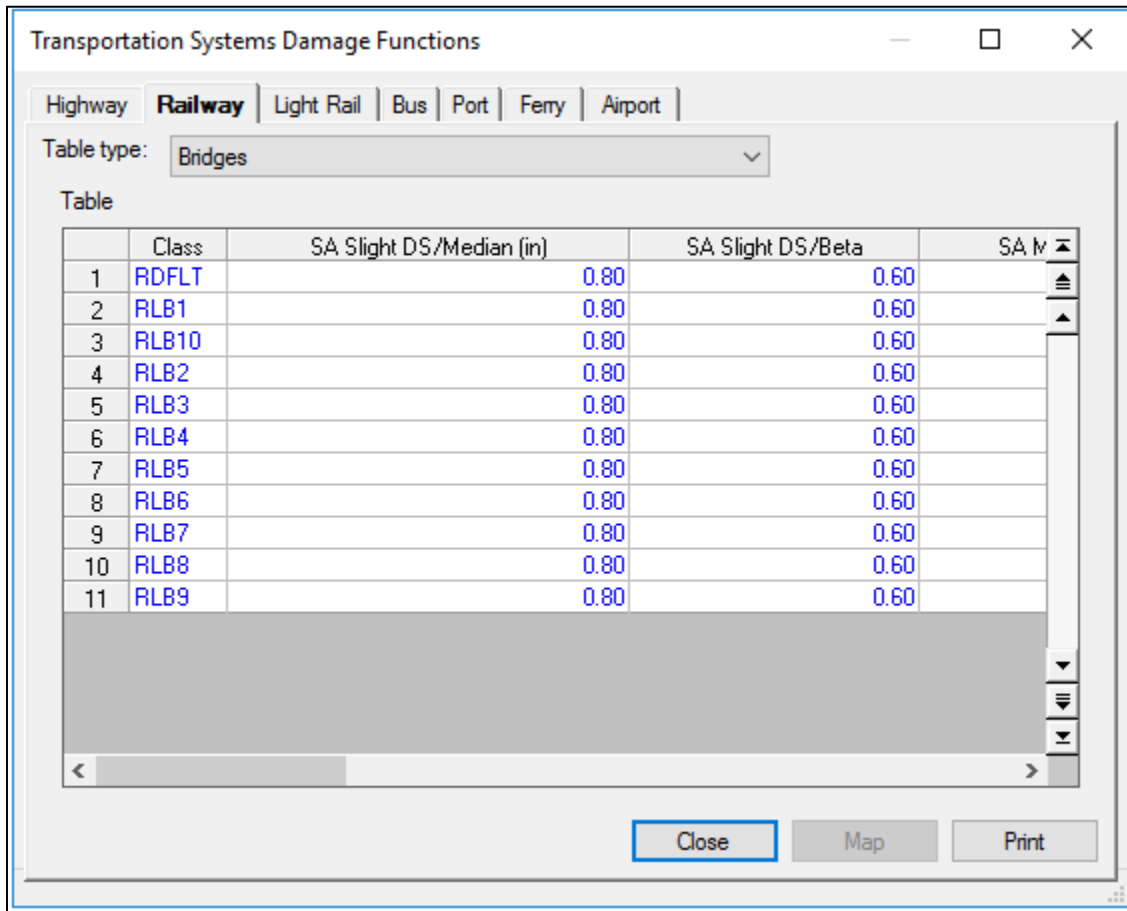 Transportation Systems Damage Functions
Highway Railway Light Rail Bus Port Ferry Airport
Table type: Bridges
Table
Class SA Slight DS/Median (in) SA Slight DS/Beta SA M
1 RDFLT 0.80 0.60
2 RLB1 0.80 0.60
3 RLB10 0.80 0.60
4 RLB2 0.80 0.60
5 RLB3 0.80 0.60
6 RLB4 0.80 0.60
7 RLB5 0.80 0.60
8 RLB6 0.80 0.60
9 RLB7 0.80 0.60
10 RLB8 0.80 0.60
11 RLB9 0.80 0.60
Close Map Print